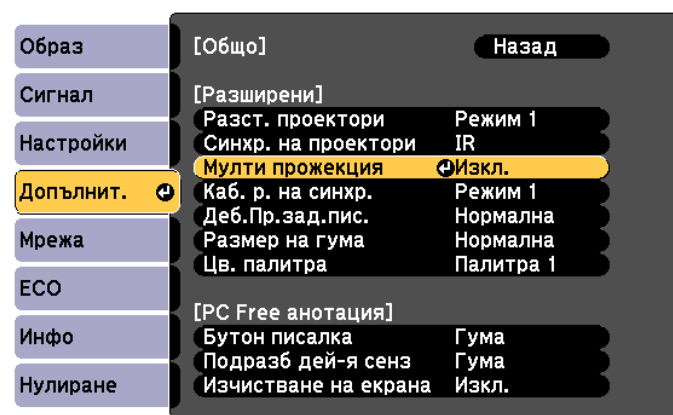 Образ
Сигнал
Настройки
Допълнит.
Мрежа
ECO
Инфо
Нулиране
[Общо] Назад
[Разширени]
Разст. проектори Режим 1
Синхр. на проектори IR
Мулти прожекция Изкл.
Каб. р. на синхр. Режим 1
Деб.Пр.зад.пис. Нормална
Размер на гума Нормална
Цв. палитра Палитра 1
[PC Free анотация]
Бутон писалка Гума
Подразб дей-я сенз Гума
Изчистване на екрана Изкл.